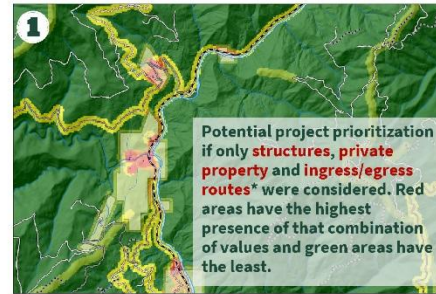 1
Potential project prioritization
if only structures, private
property and ingress/egress
routes* were considered. Red
areas have the highest
presence of that combination
of values and green areas have
the least.